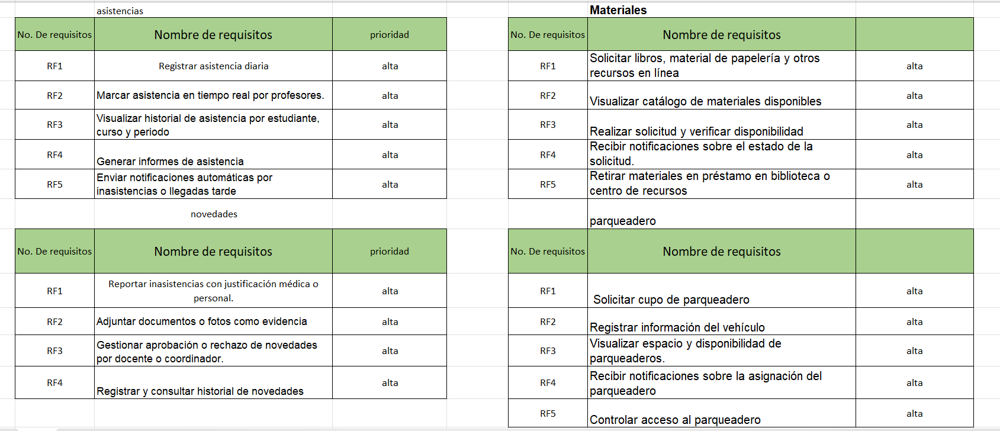 asistencias
No. De requisitos Nombre de requisitos prioridad
RF1 Registrar asistencia diaria alta
RF2 Marcar asistencia en tiempo real por profesores. alta
RF3 Visualizar historial de asistencia por estudiante,
curso y periodo alta
RF4 Generar informes de asistencia alta
RF5 Enviar notificaciones automáticas por
inasistencias o llegadas tarde alta
novedades
No. De requisitos Nombre de requisitos prioridad
RF1 Reportar inasistencias con justificación médica o
personal. alta
RF2 Adjuntar documentos o fotos como evidencia alta
RF3 Gestionar aprobación o rechazo de novedades
por docente o coordinador. alta
RF4 Registrar y consultar historial de novedades alta
Materiales
No. De requisitos Nombre de requisitos
RF1 Solicitar libros, material de papelería y otros
recursos en línea alta
RF2 Visualizar catálogo de materiales disponibles alta
RF3 Realizar solicitud y verificar disponibilidad alta
RF4 Recibir notificaciones sobre el estado de la
solicitud. alta
RF5 Retirar materiales en préstamo en biblioteca o
centro de recursos alta
parqueadero
No. De requisitos Nombre de requisitos
RF1 Solicitar cupo de parqueadero alta
RF2 Registrar información del vehículo alta
RF3 Visualizar espacio y disponibilidad de
parqueaderos. alta
RF4 Recibir notificaciones sobre la asignación del
parqueadero alta
RF5 Controlar acceso al parqueadero alta